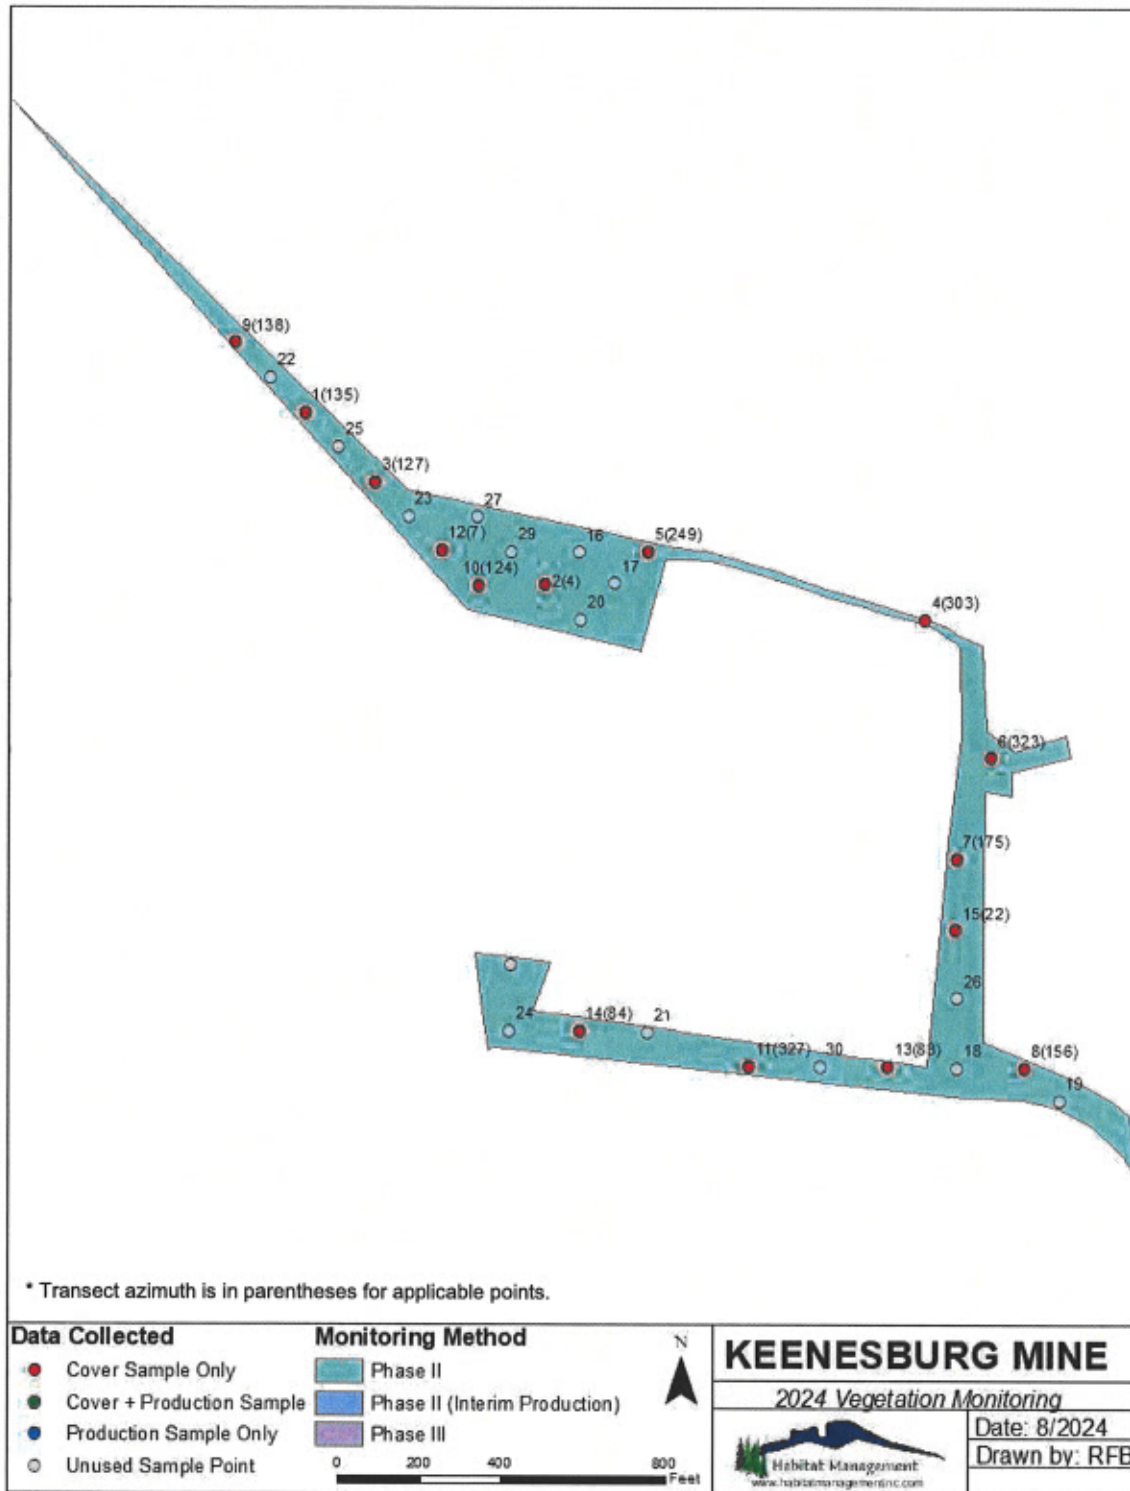 9(138)
22
1(135)
25
3(127)
23
27
12(7)
29
16
5(249)
10(124)
2(4)
17
20
4(303)
6(323)
7(175)
15(22)
26
24
14(84)
21
11(327)
30
13(83)
18
8(156)
19
* Transect azimuth is in parentheses for applicable points.
Data Collected
Cover Sample Only
Cover + Production Sample
Production Sample Only
Unused Sample Point
Monitoring Method
Phase II
Phase II (Interim Production)
Phase III
N
0 200 400 800
Feet
KEENESBURG MINE
2024 Vegetation Monitoring
Habitat Management
www.habitatmanagementinc.com
Date: 8/2024
Drawn by: RFB